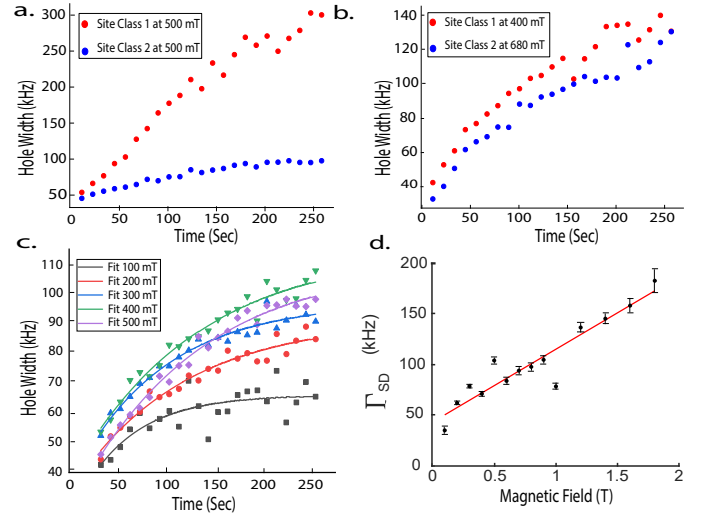 a.
Hole Width (kHz)
300
250
200
150
100
50
Site Class 1 at 500 mT
Site Class 2 at 500 mT
0
50
100
150
200
250
Time (Sec)
b.
Hole Width (kHz)
140
120
100
80
60
40
Site Class 1 at 400 mT
Site Class 2 at 680 mT
0
50
100
150
200
250
Time (Sec)
c.
Hole Width (kHz)
110
100
90
80
70
60
50
40
Fit 100 mT
Fit 200 mT
Fit 300 mT
Fit 400 mT
Fit 500 mT
0
50
100
150
200
250
Time (Sec)
d.
Γ SD (kHz)
200
150
100
50
0
0
0.5
1
1.5
2
Magnetic Field (T)